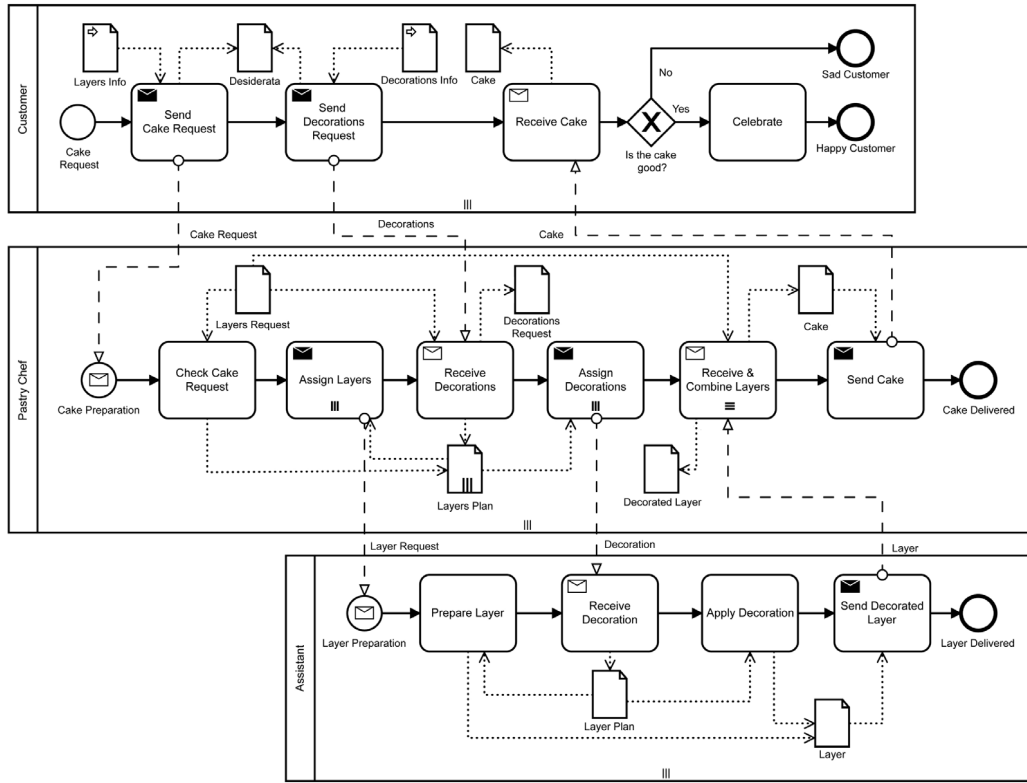 Customer
Layers Info
Desiderata
Decorations Info
Cake
Cake
Request
Send
Cake Request
Send
Decorations
Request
Receive Cake
Is the cake
good?
No
Yes
Celebrate
Sad Customer
Happy Customer
Cake Request
Decorations
Cake
Pastry Chef
Layers Request
Decorations
Request
Cake
Cake Preparation
Check Cake
Request
Assign Layers
Receive
Decorations
Assign
Decorations
Receive &
Combine Layers
Send Cake
Cake Delivered
Layers Plan
Decorated Layer
Layer Request
Decoration
Layer
Assistant
Layer Preparation
Prepare Layer
Receive
Decoration
Apply Decoration
Send Decorated
Layer
Layer Delivered
Layer Plan
Layer